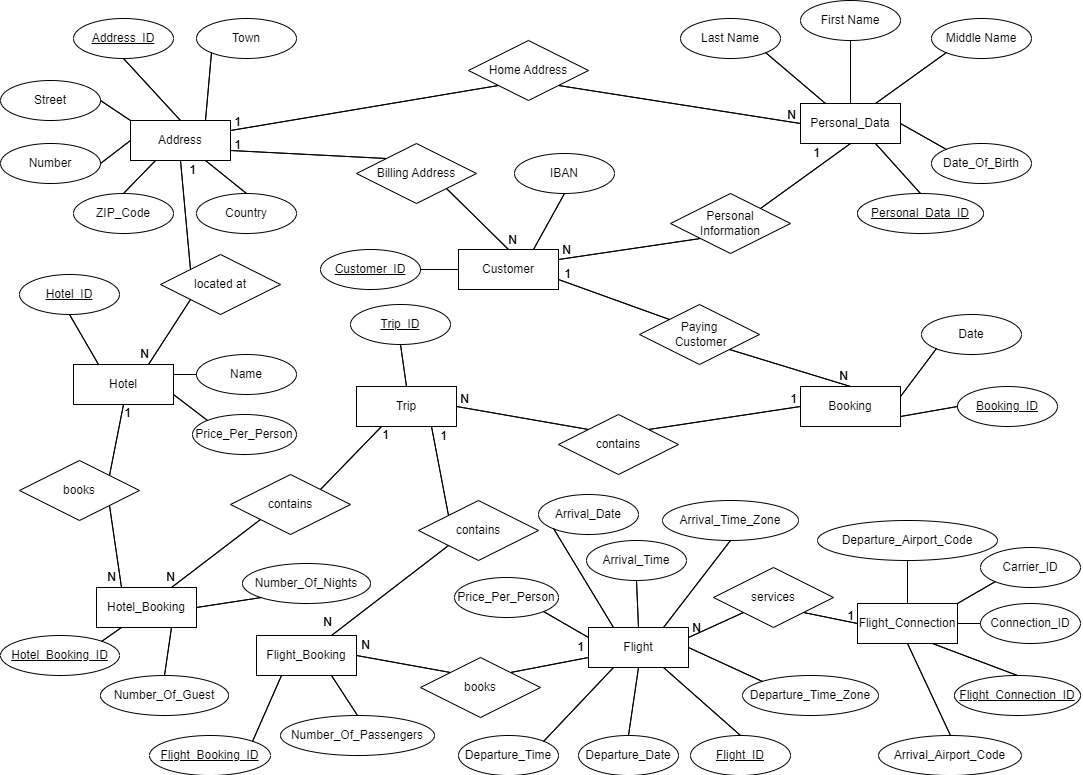 First Name
Address_ID
Town
Last Name
Middle Name
Home Address
Street
1
N
Personal_Data
Address
1
1
N
Number
Billing Address
IBAN
Date_Of_Birth
1
ZIP_Code
Country
Personal
Information
Personal_Data_ID
N
N
Customer_ID
Customer
1
located at
Hotel_ID
Trip_ID
Paying
Customer
Date
N
Name
N
Hotel
1
Trip
N
1
Booking
Booking_ID
Price_Per_Person
1
1
contains
books
contains
contains
Arrival_Date
Arrival_Time_Zone
Departure_Airport_Code
Arrival_Time
Carrier_ID
N
N
Number_Of_Nights
Price_Per_Person
services
Hotel_Booking
N
N
1
Flight_Connection
Connection_ID
Hotel_Booking_ID
Flight_Booking
N
1
Flight
Number_Of_Guest
books
Departure_Time_Zone
Flight_Connection_ID
Number_Of_Passengers
Flight_Booking_ID
Departure_Time
Departure_Date
Flight_ID
Arrival_Airport_Code